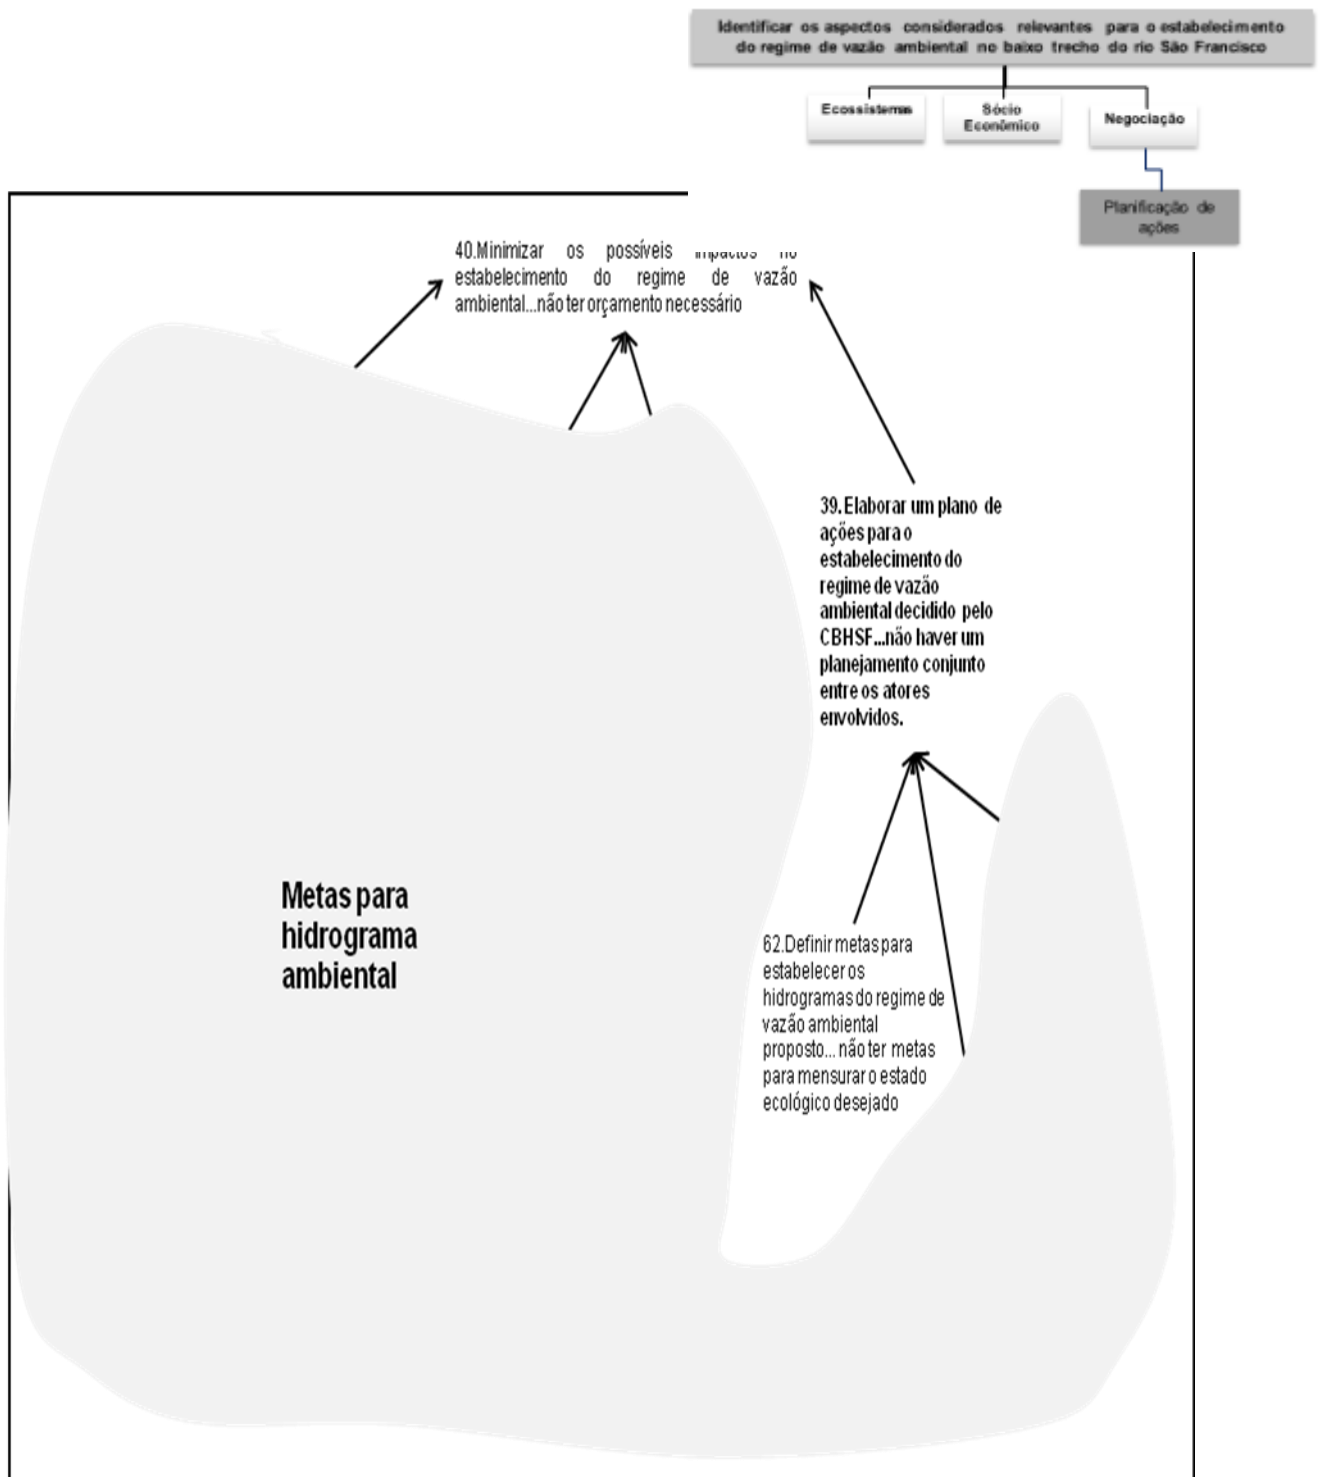 Identificar os aspectos considerados relevantes para o estabelecimento
do regime de vazão ambiental no baixo trecho do rio São Francisco
Ecossistemas
Sócio
Econômico
Negociação
Planificação de
ações
40.Minimizar os possíveis impactos no
estabelecimento do regime de vazão
ambiental...não ter orçamento necessário
39.Elaborar um plano de
ações para o
estabelecimento do
regime de vazão
ambiental decidido pelo
CBHSF...não haver um
planejamento conjunto
entre os atores
envolvidos.
Metas para
hidrograma
ambiental
62.Definir metas para
estabelecer os
hidrogramas do regime de
vazão ambiental
proposto... não ter metas
para mensurar o estado
ecológico desejado